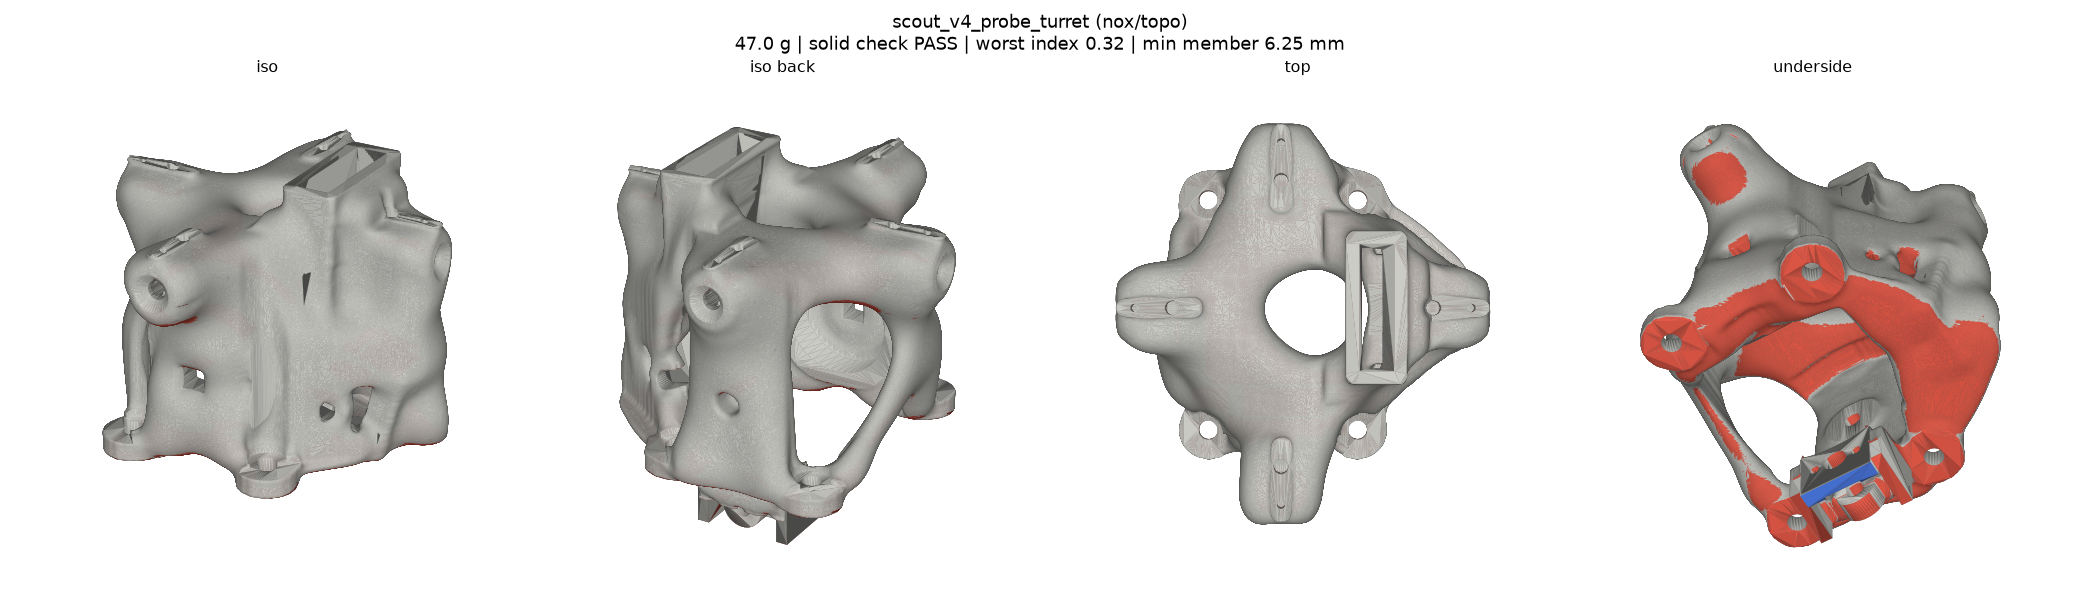 scout_v4_probe_turret (nox/topo)
47.0 g | solid check PASS | worst index 0.32 | min member 6.25 mm
iso
iso back
top
underside